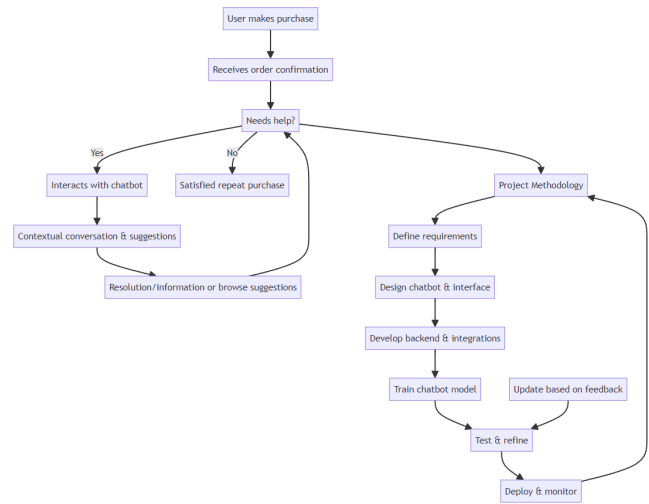 User makes purchase
Receives order confirmation
Needs help?
Yes
No
Interacts with chatbot
Satisfied repeat purchase
Project Methodology
Contextual conversation & suggestions
Define requirements
Resolution/information or browse suggestions
Design chatbot & interface
Develop backend & integrations
Train chatbot model
Update based on feedback
Test & refine
Deploy & monitor